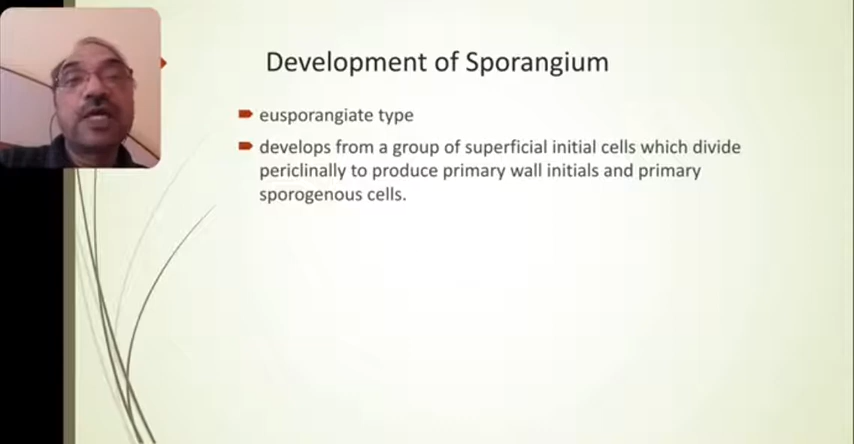 Development of Sporangium
eusporangiate type
develops from a group of superficial initial cells which divide
periclinally to produce primary wall initials and primary
sporogenous cells.